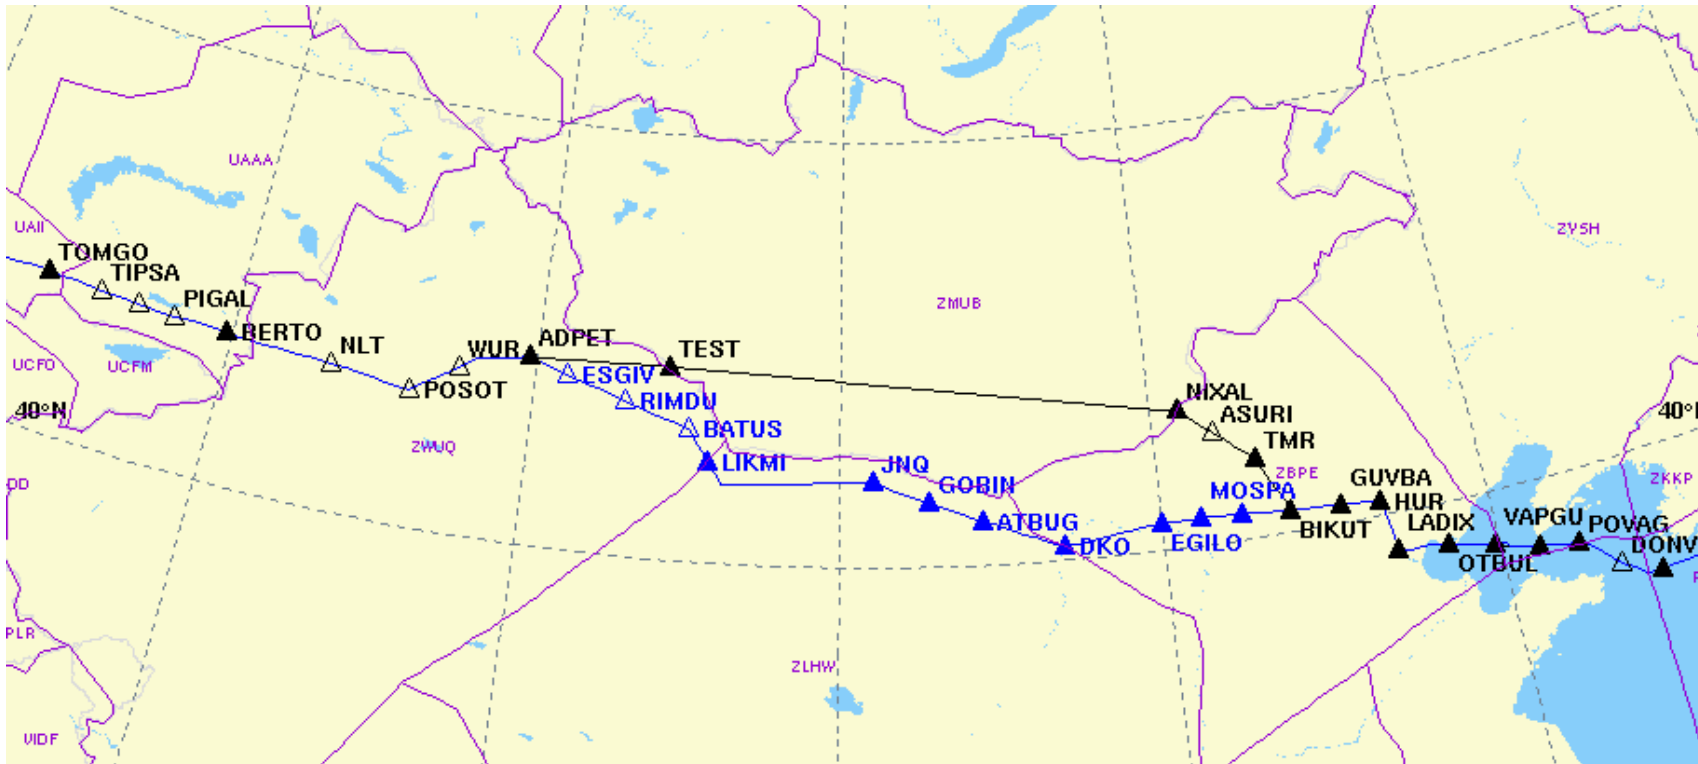 UAAA
UAII
TOMGO
TIPSA
PIGAL
BERTO
NLT
POSOT
WUR
ADPET
TEST
UCFO
UCFM
40°N
ESGIV
RIMDU
BATUS
LIKMI
ZWUQ
ZMUB
ZYSH
NIXAL
ASURI
TMR
ZBPE
40°N
JNQ
GOBIN
ATBUG
DKO
EGILO
MOSPA
BIKUT
GUVBA
HUR
LADIX
OTBUL
VAPGU
POVAG
DONV
ZKKP
DD
PLR
VIDF
ZLHW